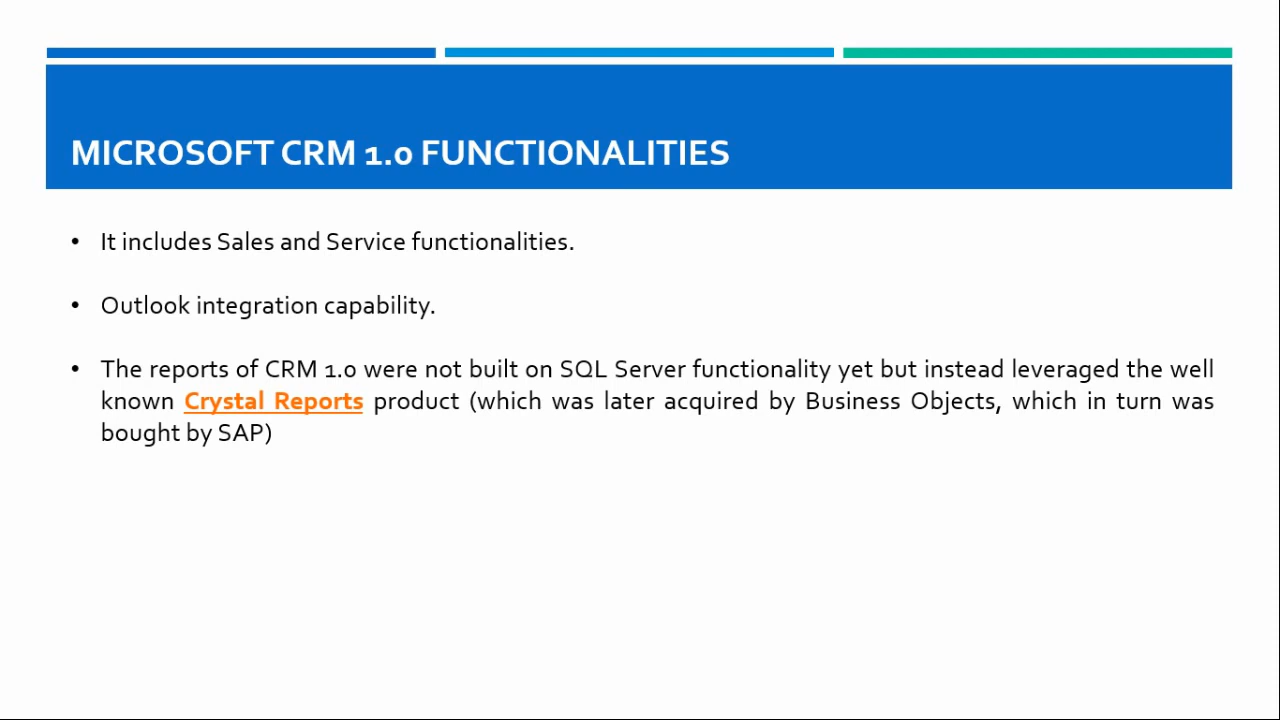 MICROSOFT CRM 1.0 FUNCTIONALITIES
• It includes Sales and Service functionalities.
• Outlook integration capability.
• The reports of CRM 1.0 were not built on SQL Server functionality yet but instead leveraged the well
known Crystal Reports product (which was later acquired by Business Objects, which in turn was
bought by SAP)